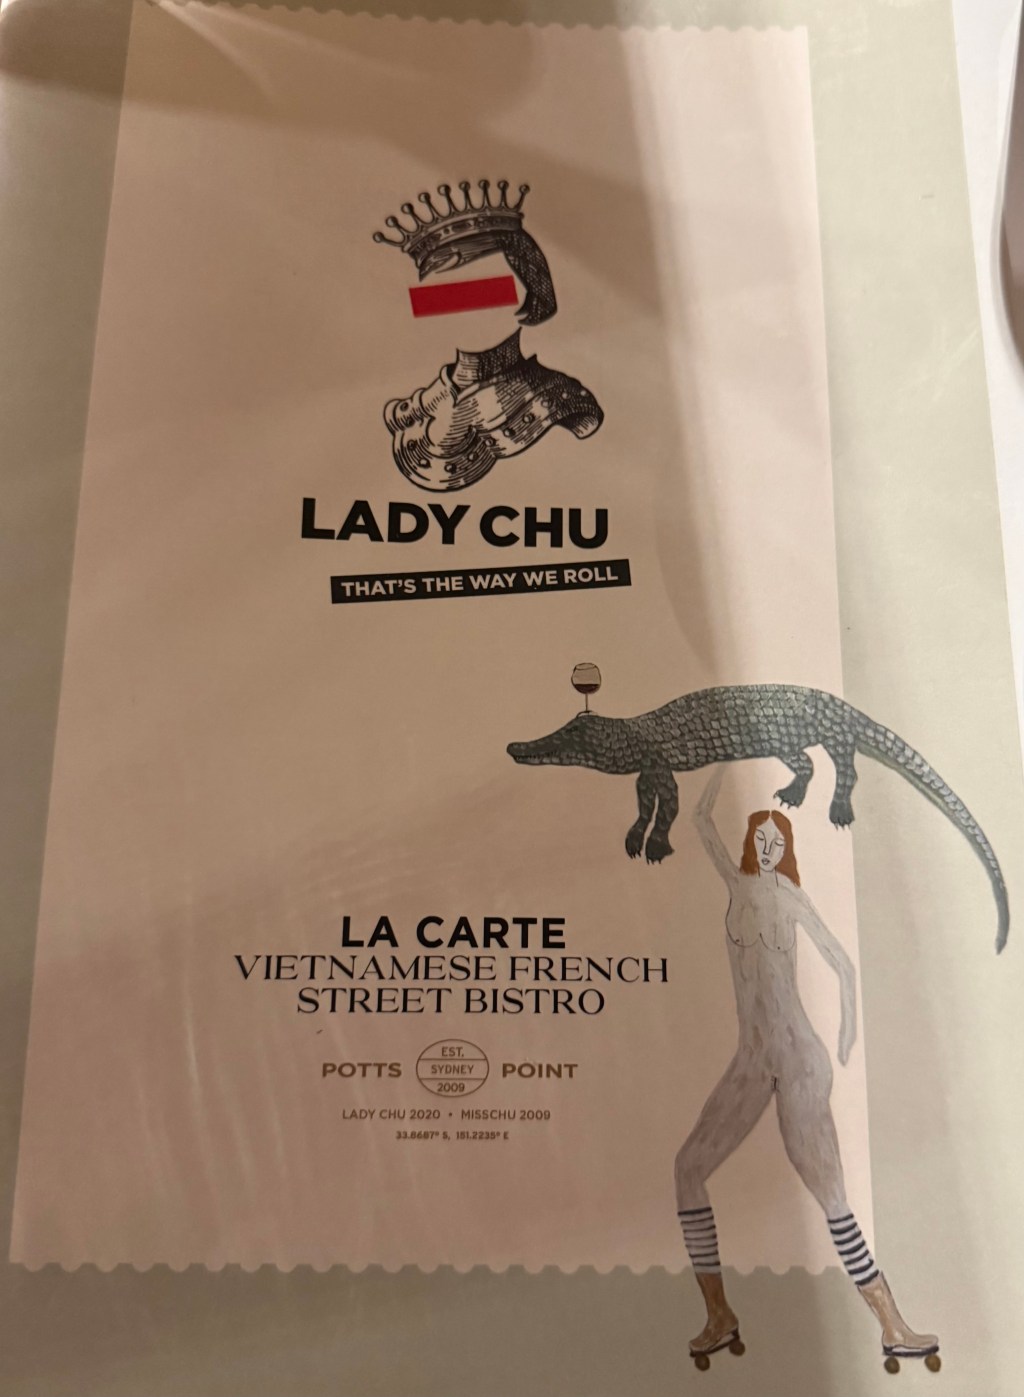 LADY CHU
THAT'S THE WAY WE ROLL
LA CARTE
VIETNAMESE FRENCH
STREET BISTRO
POTTS EST. SYDNEY 2009 POINT
LADY CHU 2020 • MISSCHU 2009
33.8687° S, 151.2235° E